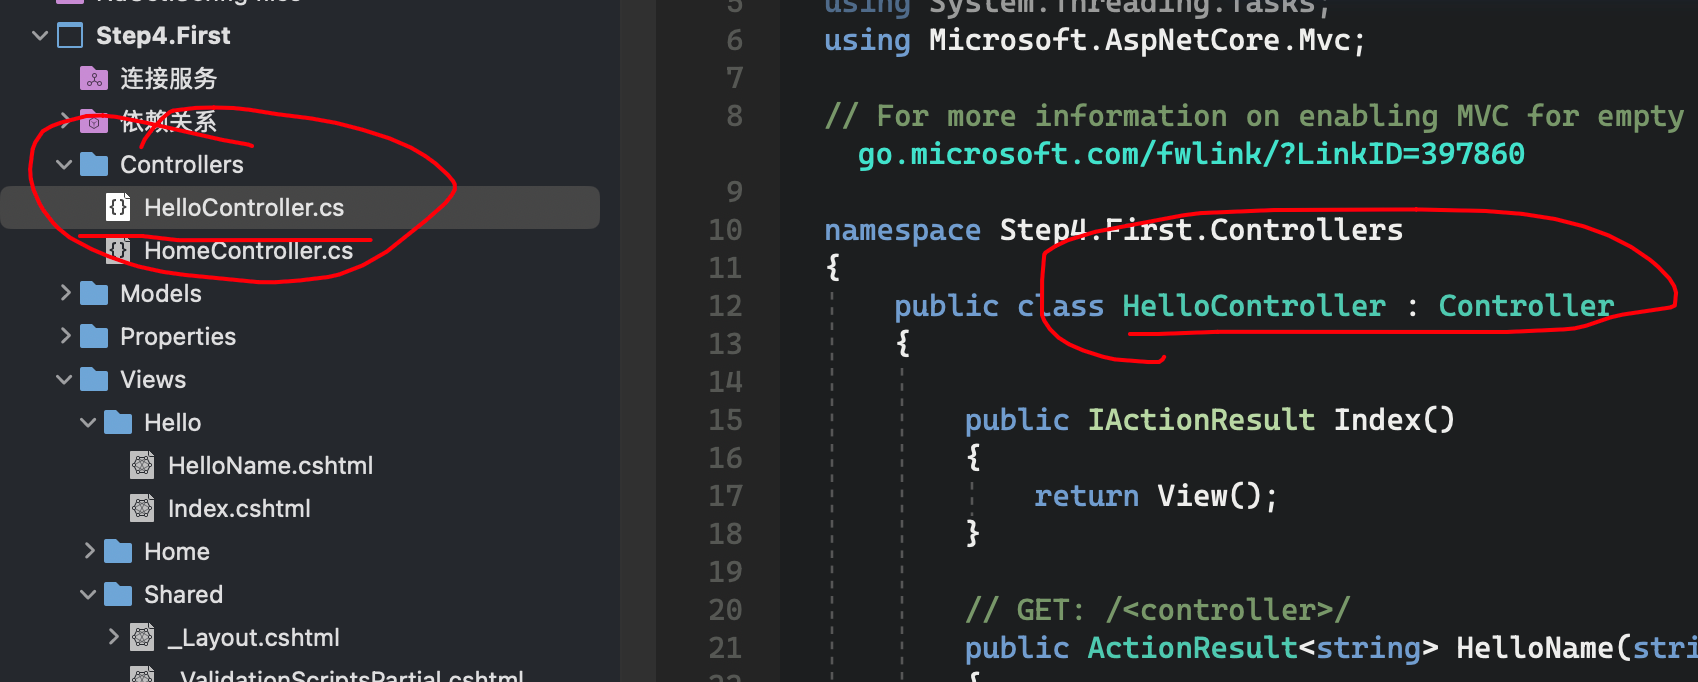 Step4.First
连接服务
依赖关系
Controllers
HelloController.cs
HomeController.cs
Models
Properties
Views
Hello
HelloName.cshtml
Index.cshtml
Home
Shared
_Layout.cshtml
_ValidationScriptsPartial.cshtml
5 using System.Threading.Tasks;
6 using Microsoft.AspNetCore.Mvc;
7
8 // For more information on enabling MVC for empty
go.microsoft.com/fwlink/?LinkID=397860
9
10 namespace Step4.First.Controllers
11 {
12 public class HelloController : Controller
13 {
14
15 public IActionResult Index()
16 {
17 return View();
18 }
19
20 // GET: /<controller>/
21 public ActionResult<string> HelloName(stri
22 {